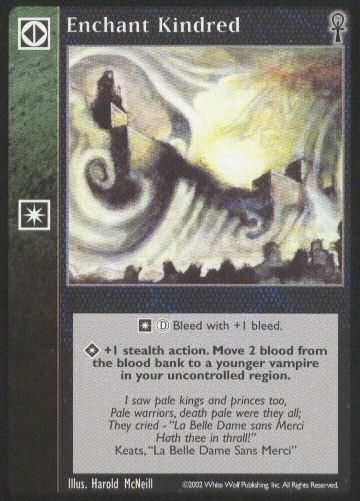 Enchant Kindred
D Bleed with +1 bleed.
+1 stealth action. Move 2 blood from
the blood bank to a younger vampire
in your uncontrolled region.
I saw pale kings and princes too,
Pale warriors, death pale were they all;
They cried - "La Belle Dame sans Merci
Hath thee in thrall!"
Keats, "La Belle Dame Sans Merci"
Illus. Harold McNeill
©2002 White Wolf Publishing, Inc. All Rights Reserved.